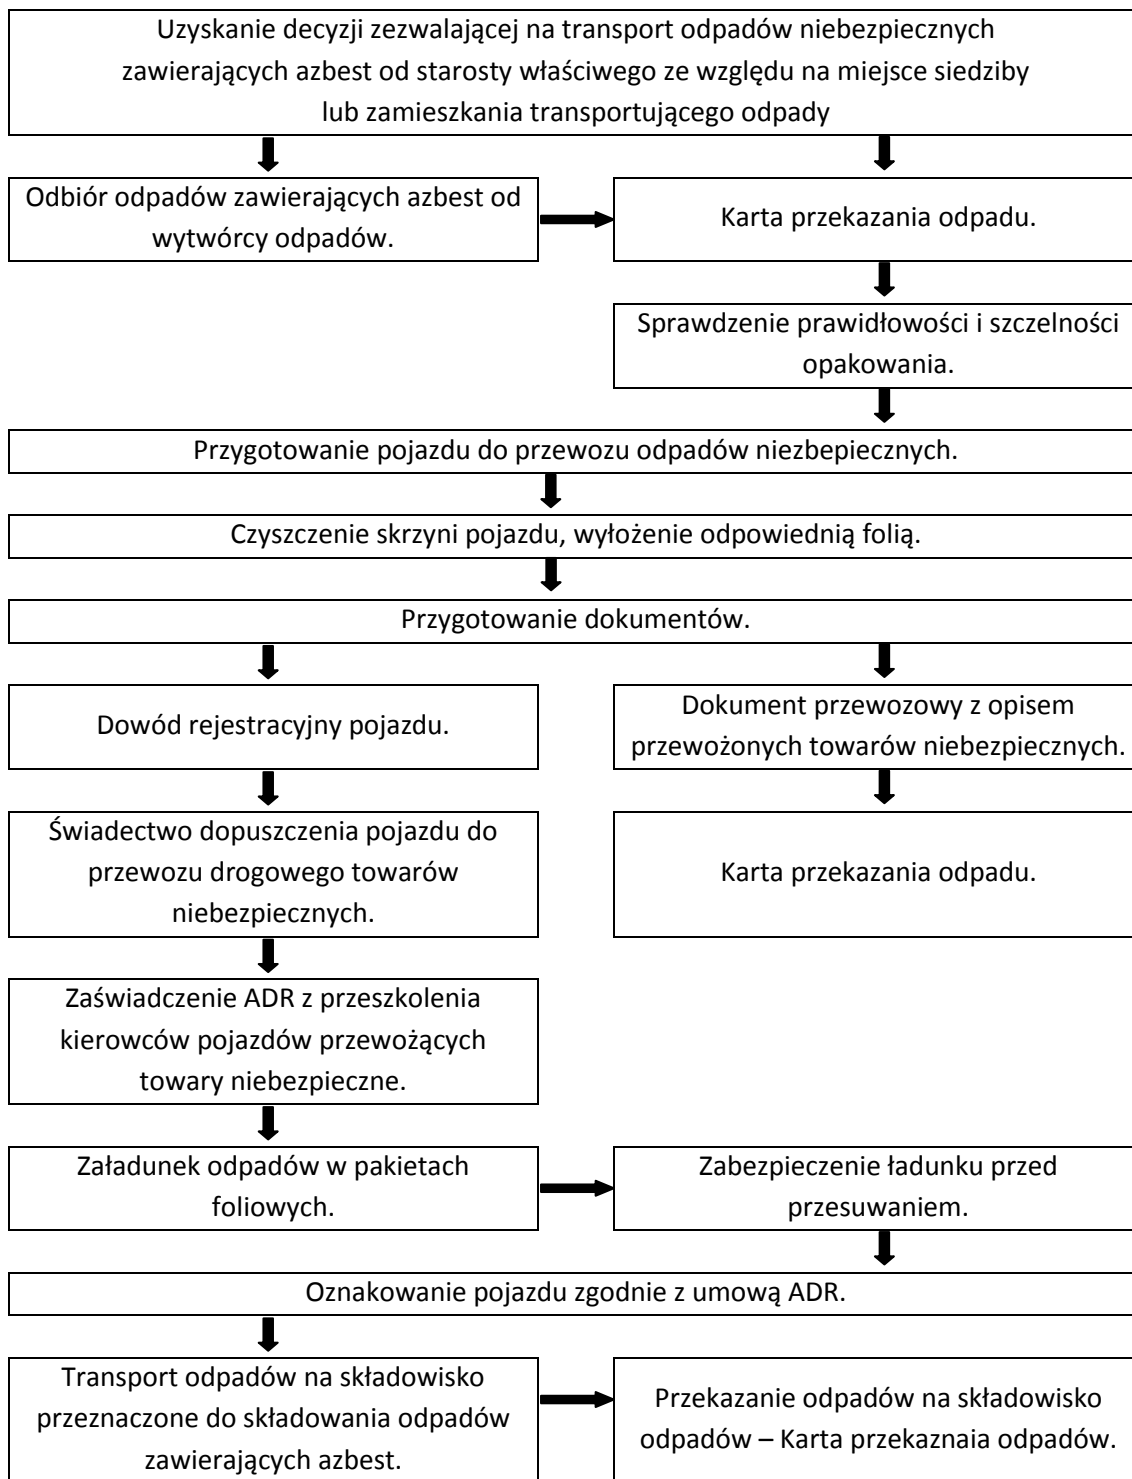 Uzyskanie decyzji zezwalającej na transport odpadów niebezpiecznych
zawierających azbest od starosty właściwego ze względu na miejsce siedziby
lub zamieszkania transportującego odpady
Odbiór odpadów zawierających azbest od
wytwórcy odpadów.
Karta przekazania odpadu.
Sprawdzenie prawidłowości i szczelności
opakowania.
Przygotowanie pojazdu do przewozu odpadów niezbepiecznych.
Czyszczenie skrzyni pojazdu, wyłożenie odpowiednią folią.
Przygotowanie dokumentów.
Dowód rejestracyjny pojazdu.
Dokument przewozowy z opisem
przewożonych towarów niebezpiecznych.
Świadectwo dopuszczenia pojazdu do
przewozu drogowego towarów
niebezpiecznych.
Karta przekazania odpadu.
Zaświadczenie ADR z przeszkolenia
kierowców pojazdów przewożących
towary niebezpieczne.
Załadunek odpadów w pakietach
foliowych.
Zabezpieczenie ładunku przed
przesuwaniem.
Oznakowanie pojazdu zgodnie z umową ADR.
Transport odpadów na składowisko
przeznaczone do składowania odpadów
zawierających azbest.
Przekazanie odpadów na składowisko
odpadów – Karta przekaznaia odpadów.